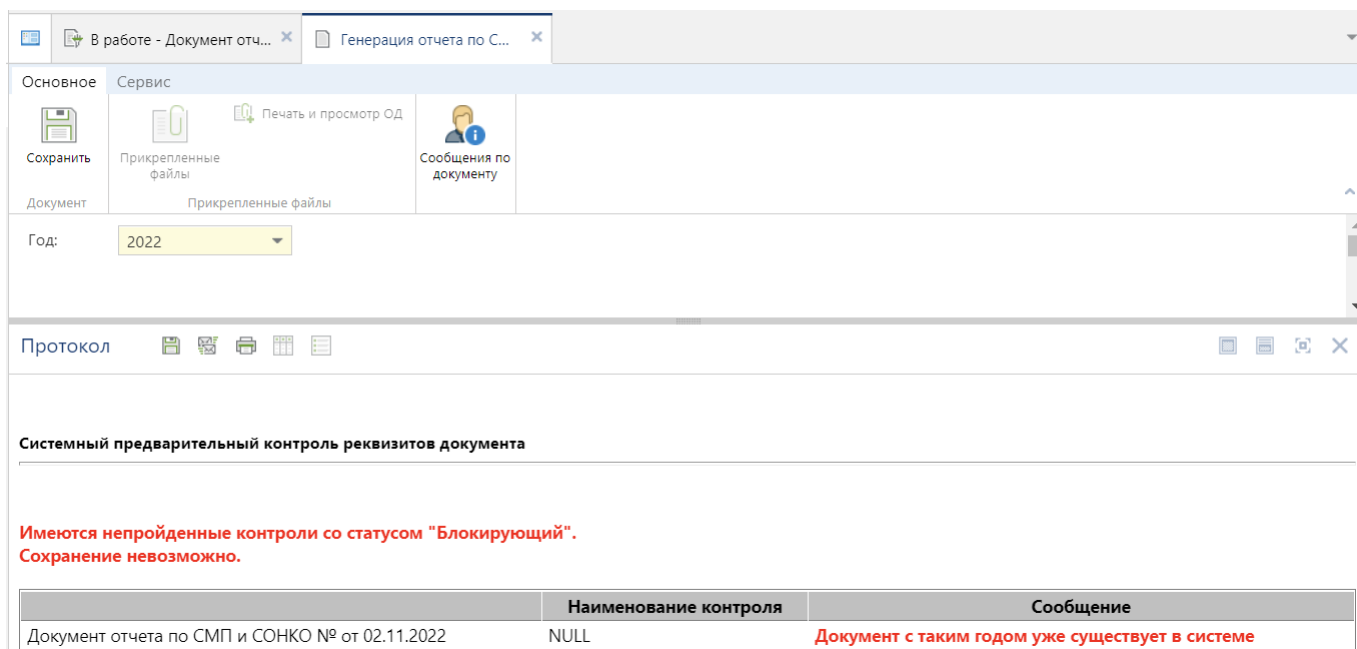 В работе - Документ отч...
Генерация отчета по С...
Основное Сервис
Сохранить
Прикрепленные
файлы
Печать и просмотр ОД
Сообщения по
документу
Документ
Прикрепленные файлы
Год: 2022
Протокол
Системный предварительный контроль реквизитов документа
Имеются непройденные контроли со статусом "Блокирующий".
Сохранение невозможно.
Наименование контроля Сообщение
Документ отчета по СМП и СОНКО № от 02.11.2022 NULL Документ с таким годом уже существует в системе